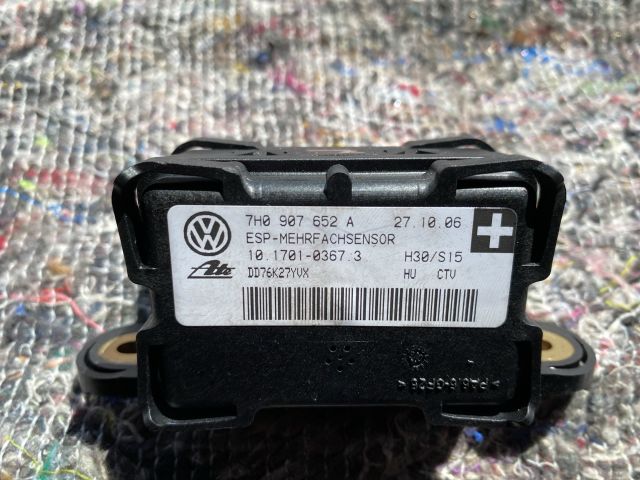 7H0 907 652 A 27.10.06
ESP-MEHRFACHSENSOR
10.1701-0367.3 H30/S15
Ate DD76K27YVX HU CTV